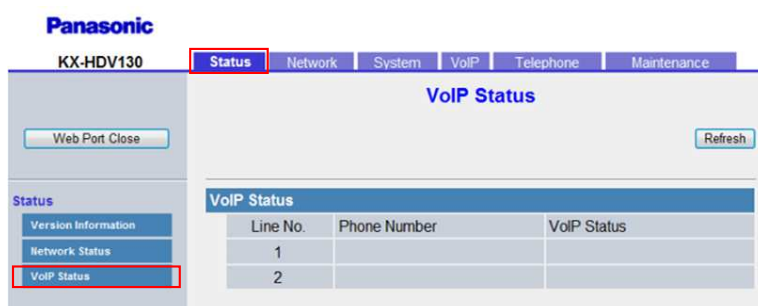 Panasonic
KX-HDV130
Status Network System VoIP Telephone Maintenance
VoIP Status
Web Port Close
Refresh
Status
Version Information
Network Status
VoIP Status
VoIP Status
Line No. Phone Number VoIP Status
1
2